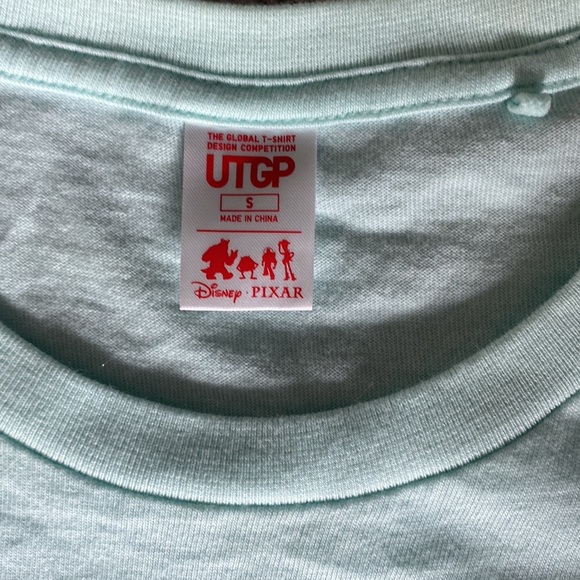 THE GLOBAL T-SHIRT
DESIGN COMPETITION
UTGP
S
MADE IN CHINA
Disney · PIXAR